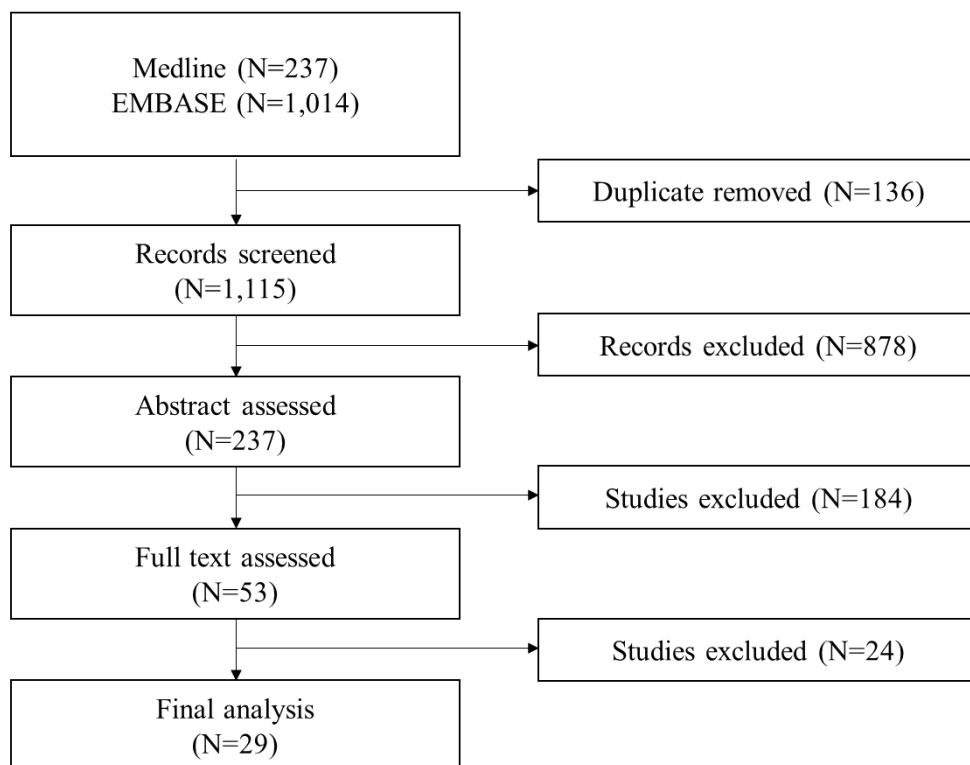 Medline (N=237)
EMBASE (N=1,014)
Duplicate removed (N=136)
Records screened
(N=1,115)
Records excluded (N=878)
Abstract assessed
(N=237)
Studies excluded (N=184)
Full text assessed
(N=53)
Studies excluded (N=24)
Final analysis
(N=29)